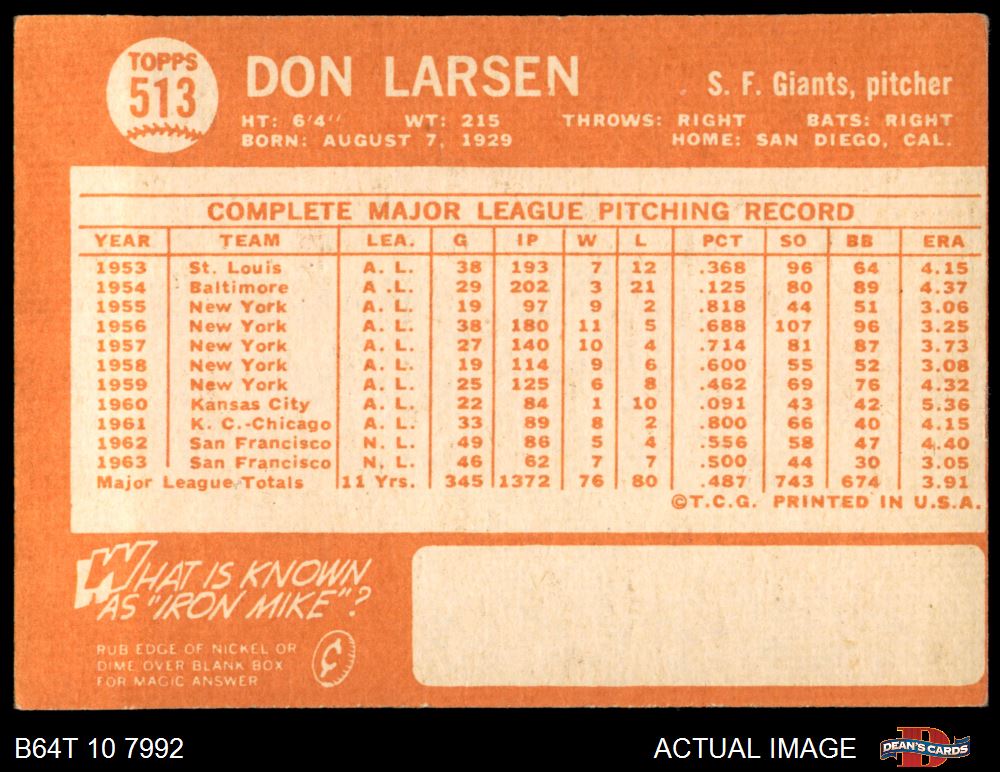 TOPPS
513
DON LARSEN
S. F. Giants, pitcher
HT: 6'4" WT: 215 THROWS: RIGHT BATS: RIGHT
BORN: AUGUST 7, 1929 HOME: SAN DIEGO, CAL.
COMPLETE MAJOR LEAGUE PITCHING RECORD
YEAR TEAM LEA. G IP W L PCT SO BB ERA
1953 St. Louis A. L. 38 193 7 12 .368 96 64 4.15
1954 Baltimore A .L. 29 202 3 21 .125 80 89 4.37
1955 New York A. L. 19 97 9 2 .818 44 51 3.06
1956 New York A. L. 38 180 11 5 .688 107 96 3.25
1957 New York A. L. 27 140 10 4 .714 81 87 3.73
1958 New York A. L. 19 114 9 6 .600 55 52 3.08
1959 New York A. L. 25 125 6 8 .462 69 76 4.32
1960 Kansas City A. L. 22 84 1 10 .091 43 42 5.36
1961 K. C.-Chicago A. L. 33 89 8 2 .800 66 40 4.15
1962 San Francisco N. L. 49 86 5 4 .556 58 47 4.40
1963 San Francisco N. L. 46 62 7 7 .500 44 30 3.05
Major League Totals 11 Yrs. 345 1372 76 80 .487 743 674 3.91
©T.C.G. PRINTED IN U.S.A.
WHAT IS KNOWN
AS "IRON MIKE"?
RUB EDGE OF NICKEL OR
DIME OVER BLANK BOX
FOR MAGIC ANSWER
B64T 10 7992
ACTUAL IMAGE
DEAN'S CARDS